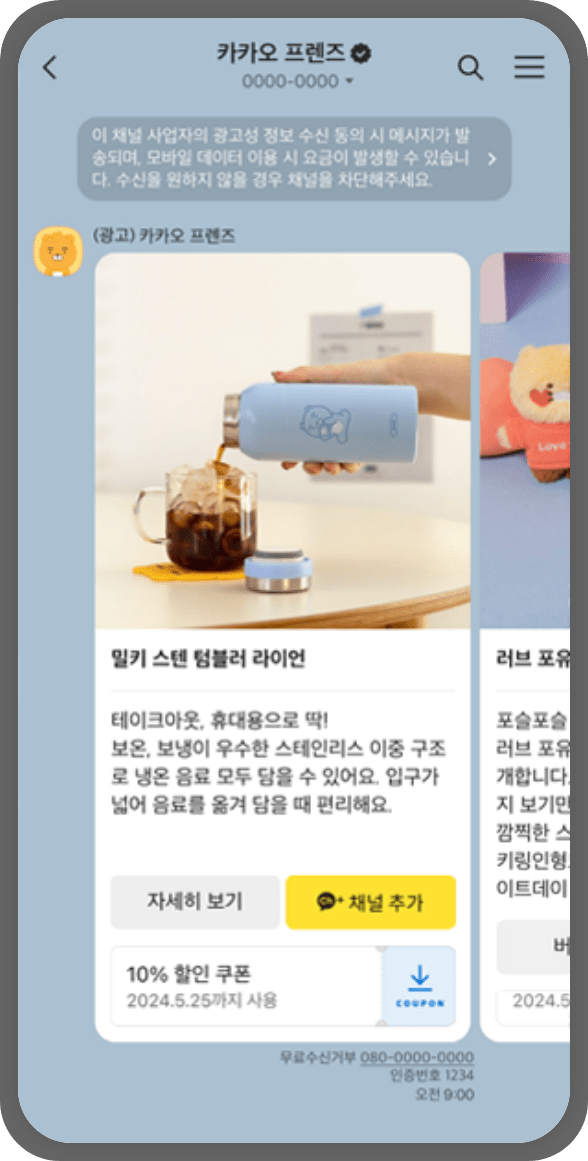 카카오 프렌즈
0000-0000
이 채널 사업자의 광고성 정보 수신 동의 시 메시지가 발
송되며, 모바일 데이터 이용 시 요금이 발생할 수 있습니
다. 수신을 원하지 않을 경우 채널을 차단해주세요.
(광고) 카카오 프렌즈
밀키 스텐 텀블러 라이언
테이크아웃, 휴대용으로 딱!
보온, 보냉이 우수한 스테인리스 이중 구조
로 냉온 음료 모두 담을 수 있어요. 입구가
넓어 음료를 옮겨 담을 때 편리해요.
자세히 보기
Ch+ 채널 추가
10% 할인 쿠폰
2024.5.25까지 사용
COUPON
Love
러브 포유
포슬포슬
러브 포유
개합니다.
지 보기만
깜찍한 스
키링인형
이트데이
버
2024.5
무료수신거부 080-0000-0000
인증번호 1234
오전 9:00